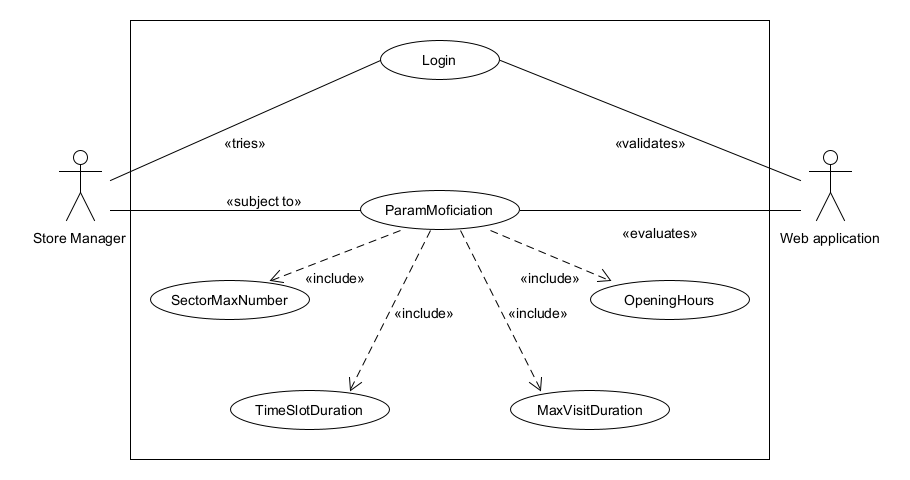 Login
«tries»
«validates»
«subject to»
ParamMoficiation
Store Manager
«evaluates»
Web application
«include»
«include»
SectorMaxNumber
OpeningHours
«include»
«include»
TimeSlotDuration
MaxVisitDuration